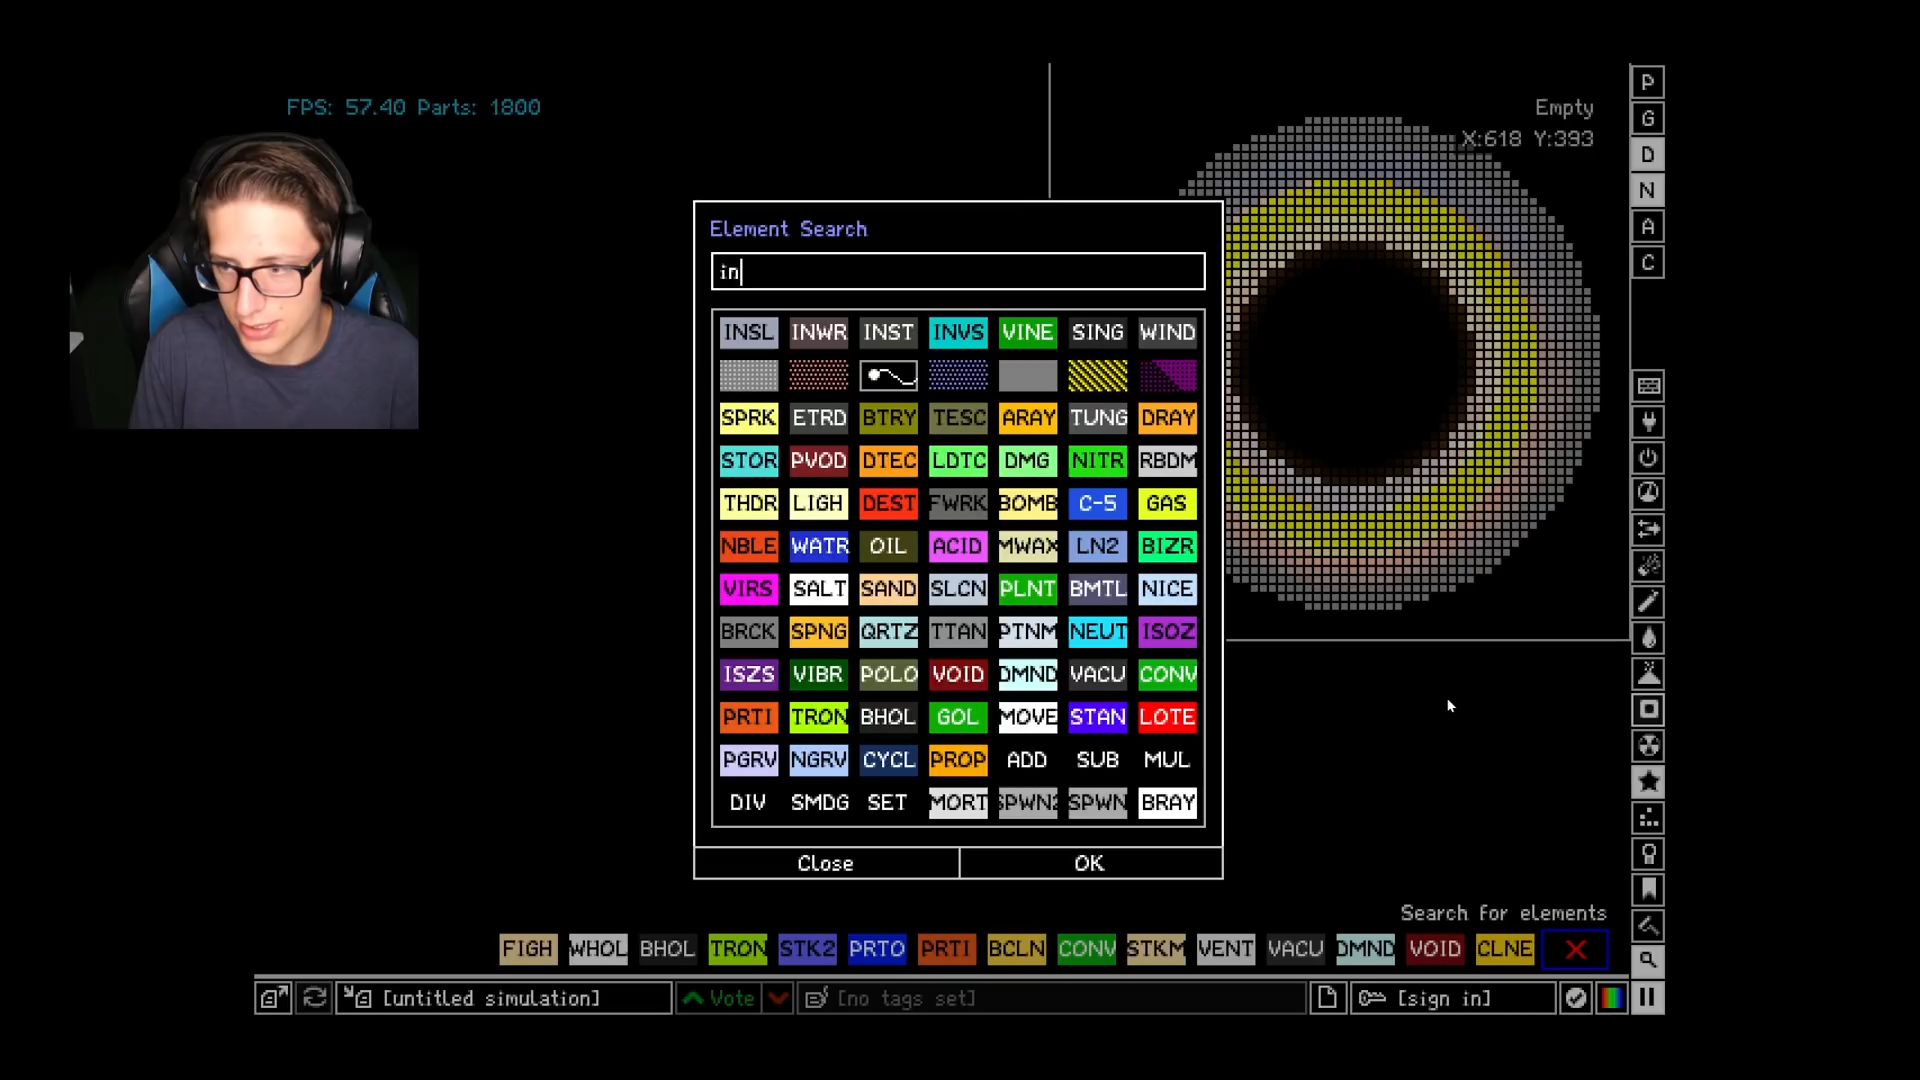 FPS: 57.40 Parts: 1800
Empty
X:618 Y:393
P
G
D
N
A
C
Element Search
in
INSL INWR INST INVS VINE SING WIND
SPRK ETRD BTRY TESC ARAY TUNG DRAY
STOR PVOD DTEC LDTC DMG NITR RBDM
THDR LIGH DEST FWRK BOMB C-5 GAS
NBLE WATR OIL ACID MWAX LN2 BIZR
VIRS SALT SAND SLCN PLNT BMTL NICE
BRCK SPNG QRTZ TTAN PTNM NEUT ISOZ
ISZS VIBR POLO VOID DMND VACU CONV
PRTI TRON BHOL GOL MOVE STAN LOTE
PGRV NGRV CYCL PROP ADD SUB MUL
DIV SMDG SET MORT SPWN2 SPWN BRAY
Close OK
Search for elements
FIGH WHOL BHOL TRON STK2 PRTO PRTI BCLN CONV STKM VENT VACU DMND VOID CLNE
[untitled simulation] Vote [no tags set] [sign in]